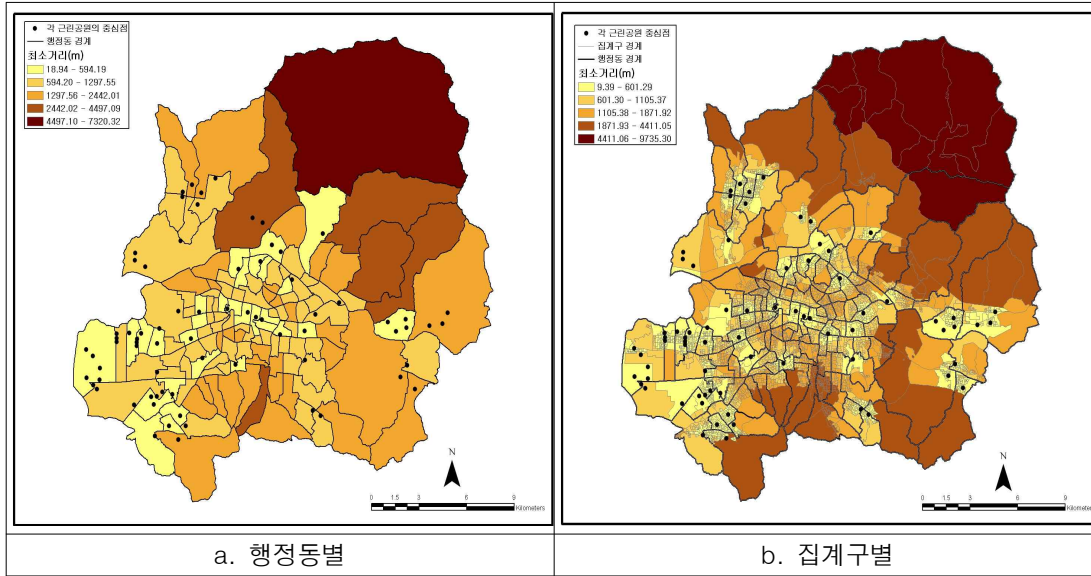 각 근린공원의 중심점
행정동 경계
최소거리(m)
18.94 - 594.19
594.20 - 1297.55
1297.56 - 2442.01
2442.02 - 4497.09
4497.10 - 7320.32
N
0 1.5 3 6 9
Kilometers
각 근린공원 중심점
집계구 경계
행정동 경계
최소거리(m)
9.39 - 601.29
601.30 - 1105.37
1105.38 - 1871.92
1871.93 - 4411.05
4411.06 - 9735.30
N
0 1.5 3 6 9
Kilometers
a. 행정동별
b. 집계구별